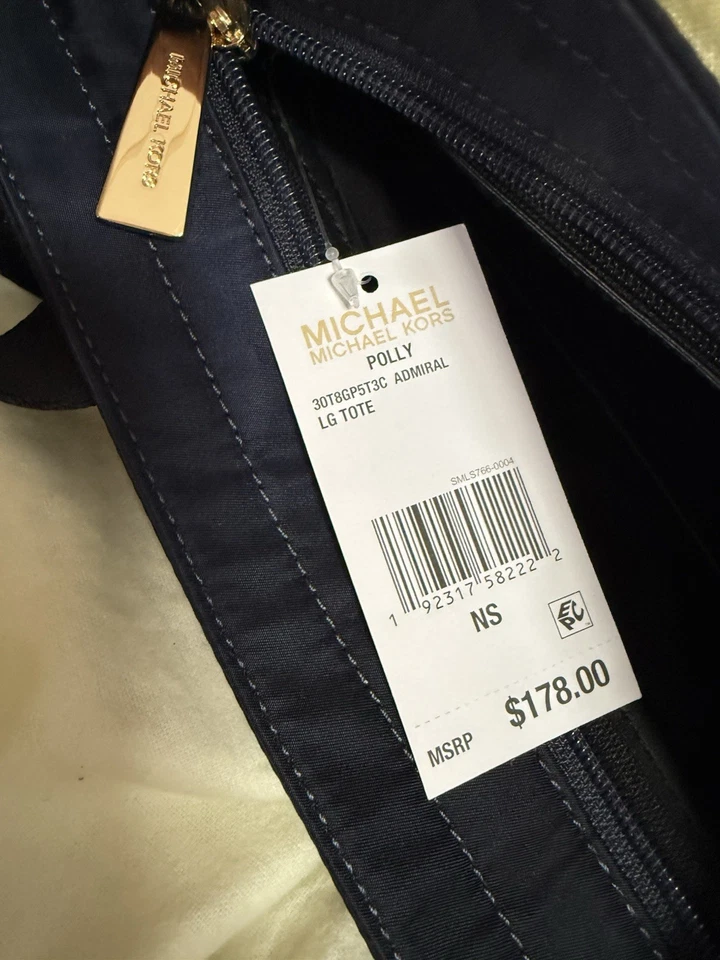 MICHAEL KORS
MICHAEL
MICHAEL KORS
POLLY
30T8GP5T3C ADMIRAL
LG TOTE
SMLS766-0004
1 92317 58222 2
NS
EPC
MSRP $178.00